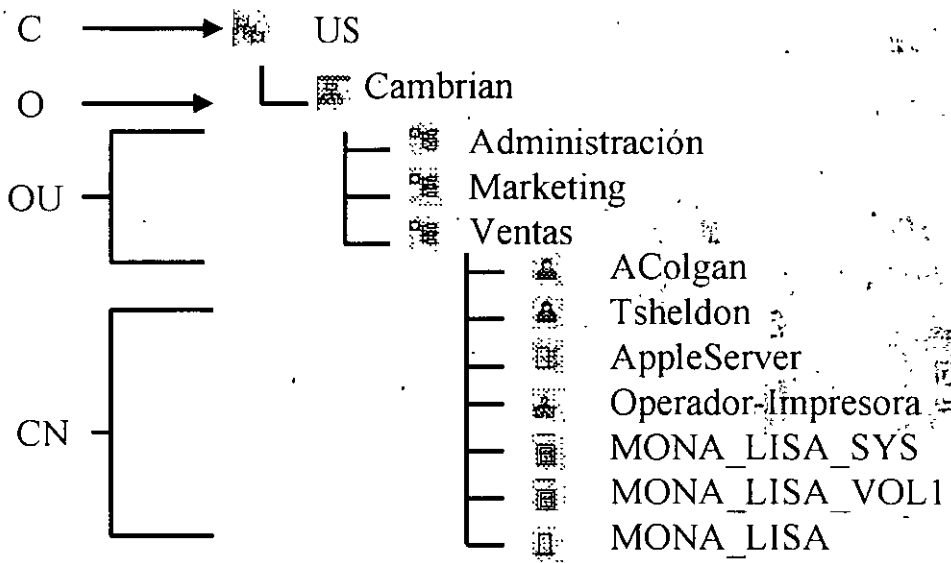 C US
O Cambrian
Administración
OU Marketing
Ventas
AColgan
Tsheldon
AppleServer
Operador-Impresora
CN MONA_LISA_SYS
MONA_LISA_VOL1
MONA_LISA